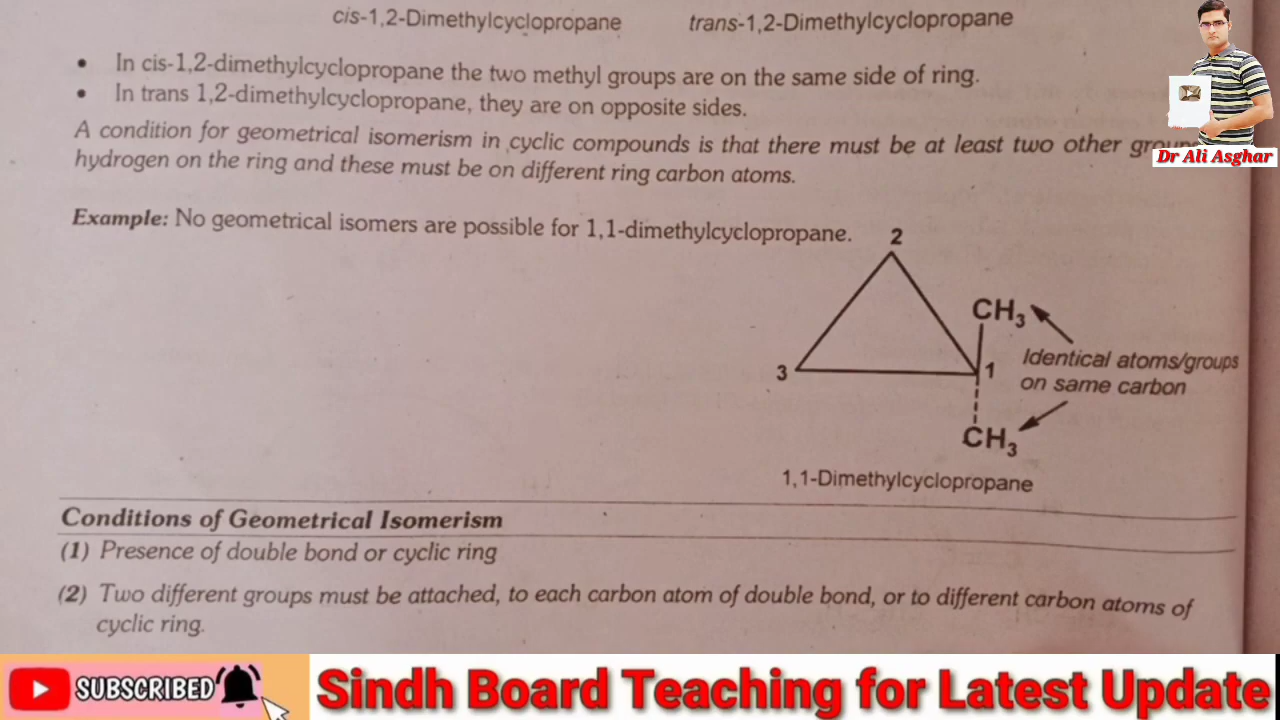 cis-1,2-Dimethylcyclopropane trans-1,2-Dimethylcyclopropane
• In cis-1,2-dimethylcyclopropane the two methyl groups are on the same side of ring.
• In trans 1,2-dimethylcyclopropane, they are on opposite sides.
A condition for geometrical isomerism in cyclic compounds is that there must be at least two other
hydrogen on the ring and these must be on different ring carbon atoms.
Dr Ali Asghar
Example: No geometrical isomers are possible for 1,1-dimethylcyclopropane.
2
CH3
Identical atoms/groups
on same carbon
3
1
CH3
1,1-Dimethylcyclopropane
Conditions of Geometrical Isomerism
(1) Presence of double bond or cyclic ring
(2) Two different groups must be attached, to each carbon atom of double bond, or to different carbon atoms of
cyclic ring.
SUBSCRIBED
Sindh Board Teaching for Latest Update